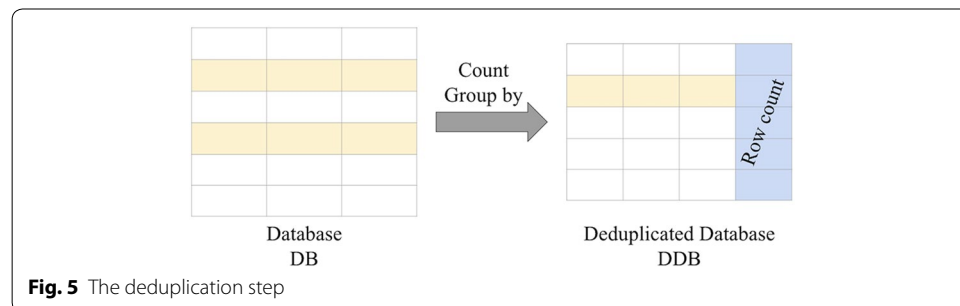 Count
Group by
Row count
Database
DB
Deduplicated Database
DDB
Fig. 5 The deduplication step